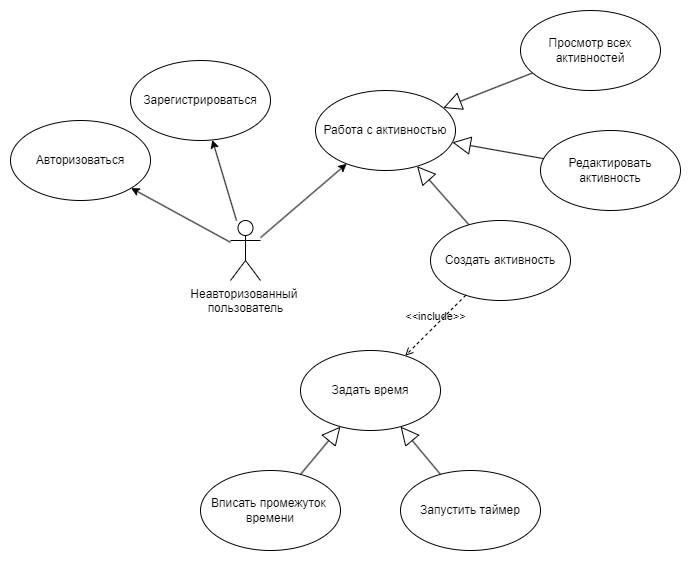 Просмотр всех
активностей
Зарегистрироваться
Работа с активностью
Авторизоваться
Редактировать
активность
Создать активность
Неавторизованный
пользователь
<<include>>
Задать время
Вписать промежуток
времени
Запустить таймер